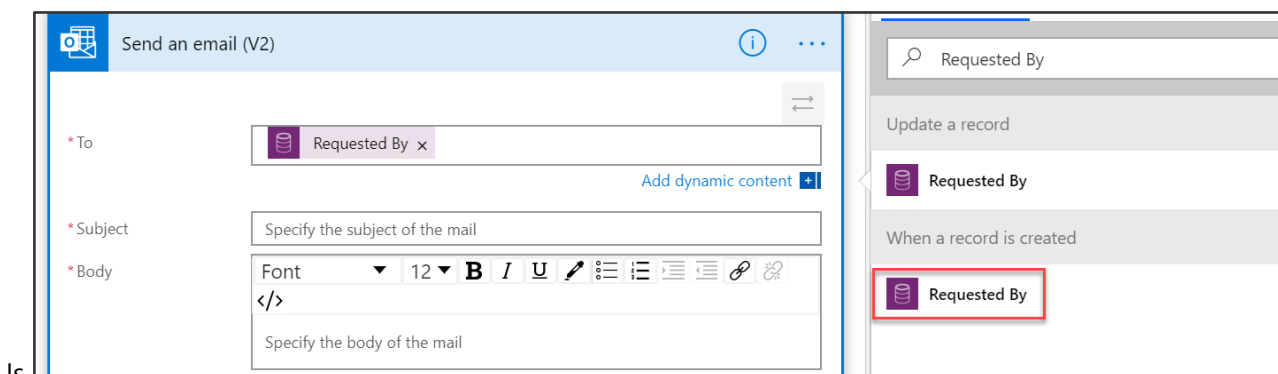 Send an email (V2)
Requested By
Update a record
* To
Requested By ×
Add dynamic content
Requested By
* Subject
Specify the subject of the mail
When a record is created
* Body
Font 12 B I U
</>
Requested By
Specify the body of the mail